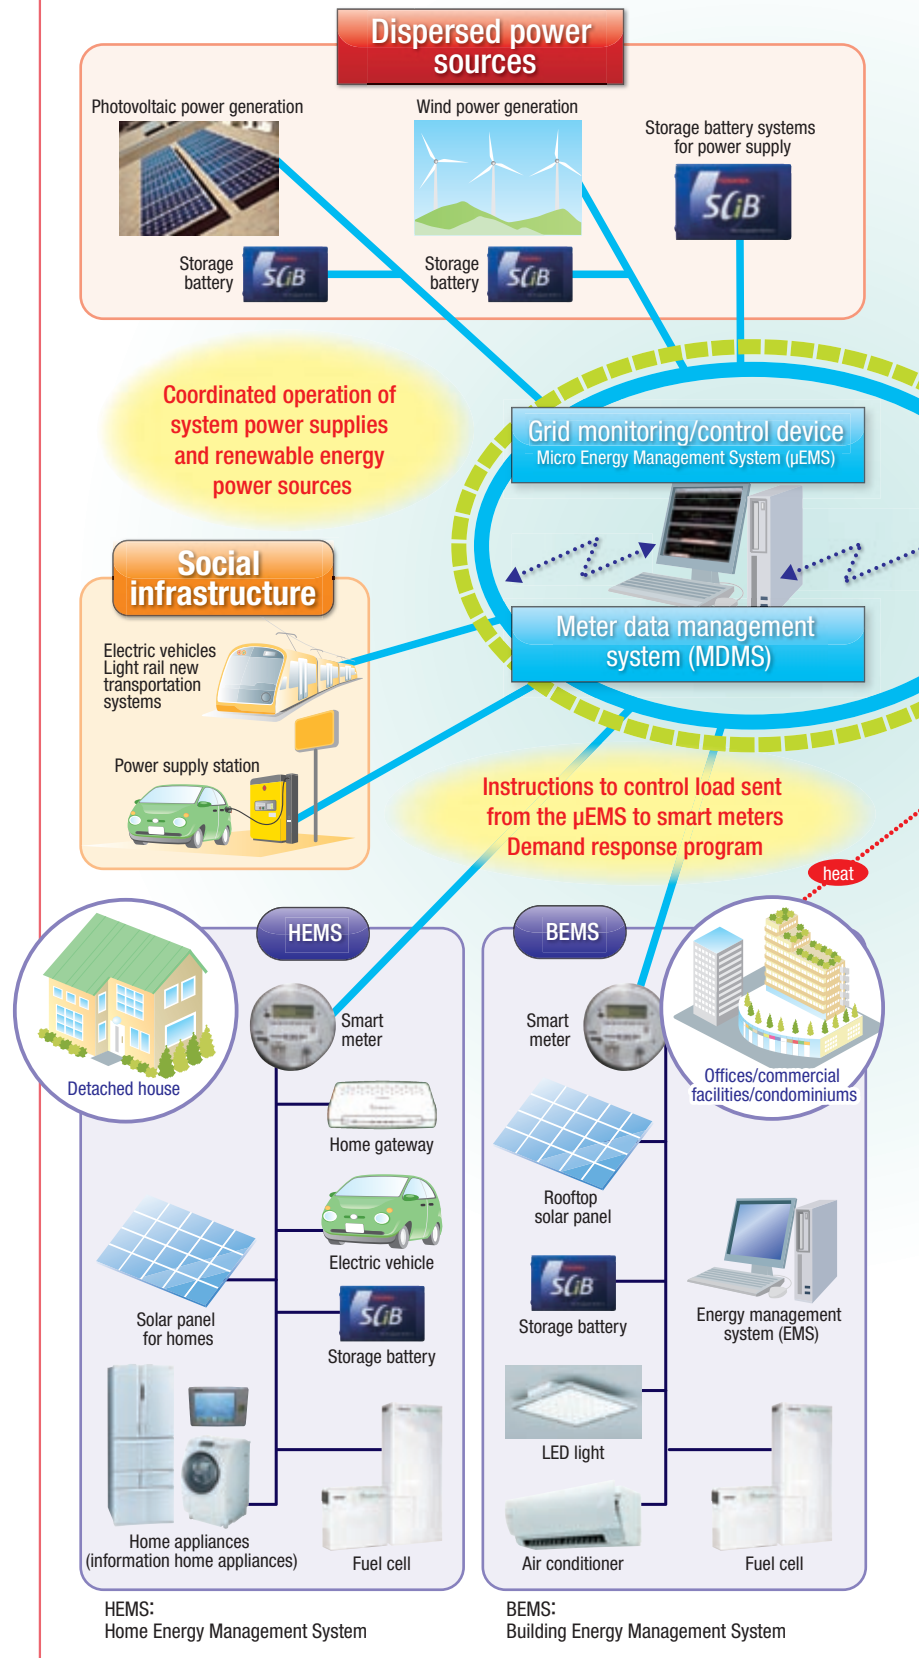 Dispersed power
sources
Photovoltaic power generation
Wind power generation
Storage battery systems
for power supply
TOSHIBA
SCiB
Storage
battery
SCiB
Storage
battery
SCiB
Coordinated operation of
system power supplies
and renewable energy
power sources
Grid monitoring/control device
Micro Energy Management System (µEMS)
Social
infrastructure
Electric vehicles
Light rail new
transportation
systems
Meter data management
system (MDMS)
Power supply station
Instructions to control load sent
from the µEMS to smart meters
Demand response program
heat
HEMS
BEMS
Smart
meter
Smart
meter
Detached house
Offices/commercial
facilities/condominiums
Home gateway
Rooftop
solar panel
Electric vehicle
SCiB
Solar panel
for homes
Storage battery
SCiB
Storage battery
Energy management
system (EMS)
LED light
Home appliances
(information home appliances)
Fuel cell
Air conditioner
Fuel cell
HEMS:
Home Energy Management System
BEMS:
Building Energy Management System